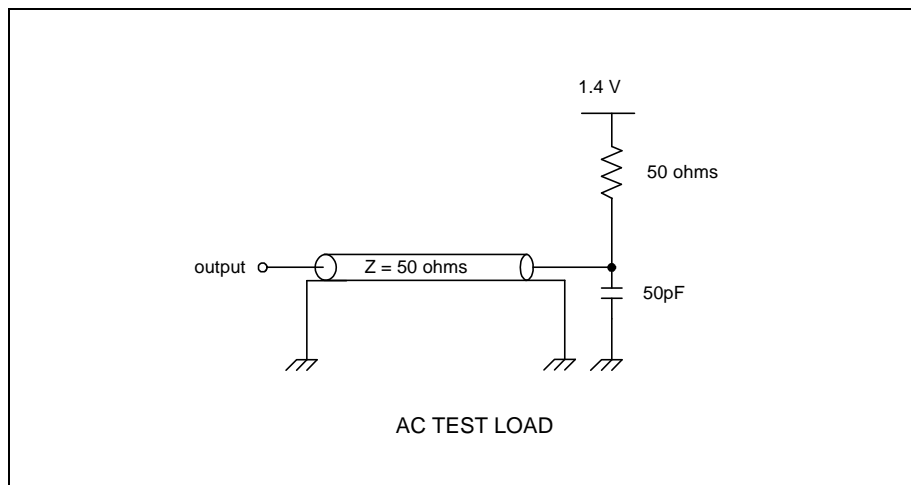 1.4 V
50 ohms
output
Z = 50 ohms
50pF
AC TEST LOAD